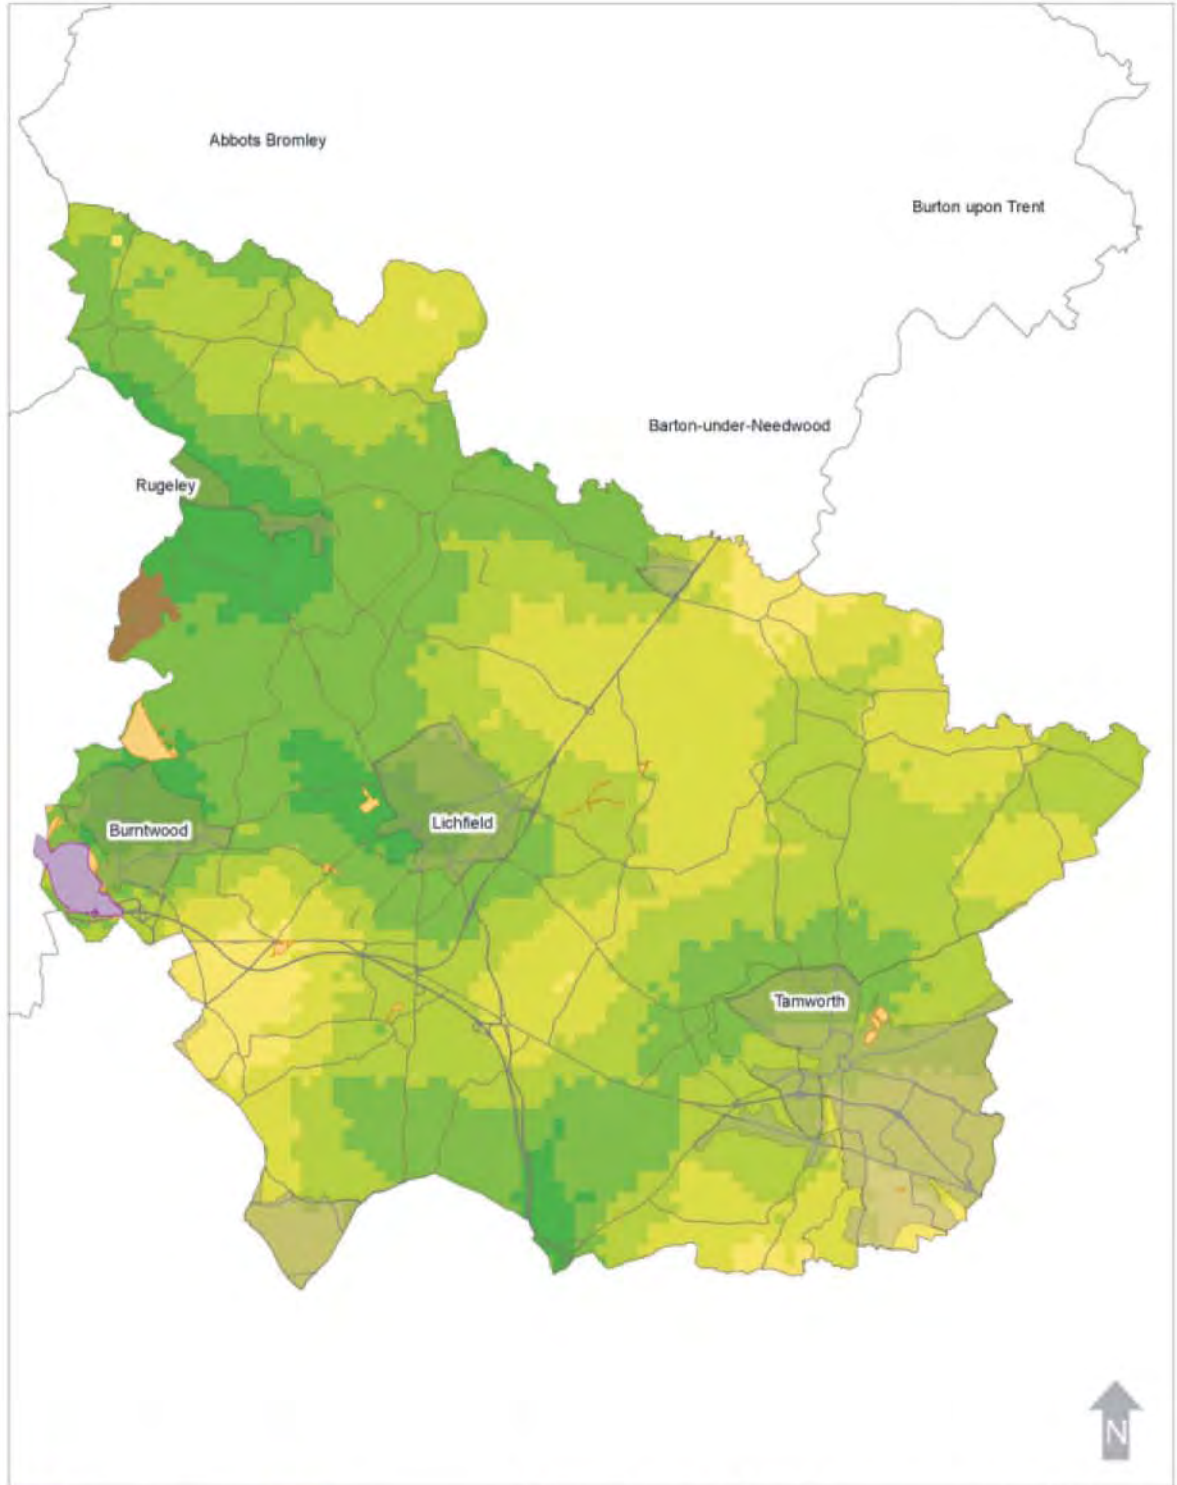 Abbots Bromley
Burton upon Trent
Barton-under-Needwood
Rugeley
Burntwood
Lichfield
Tamworth
N